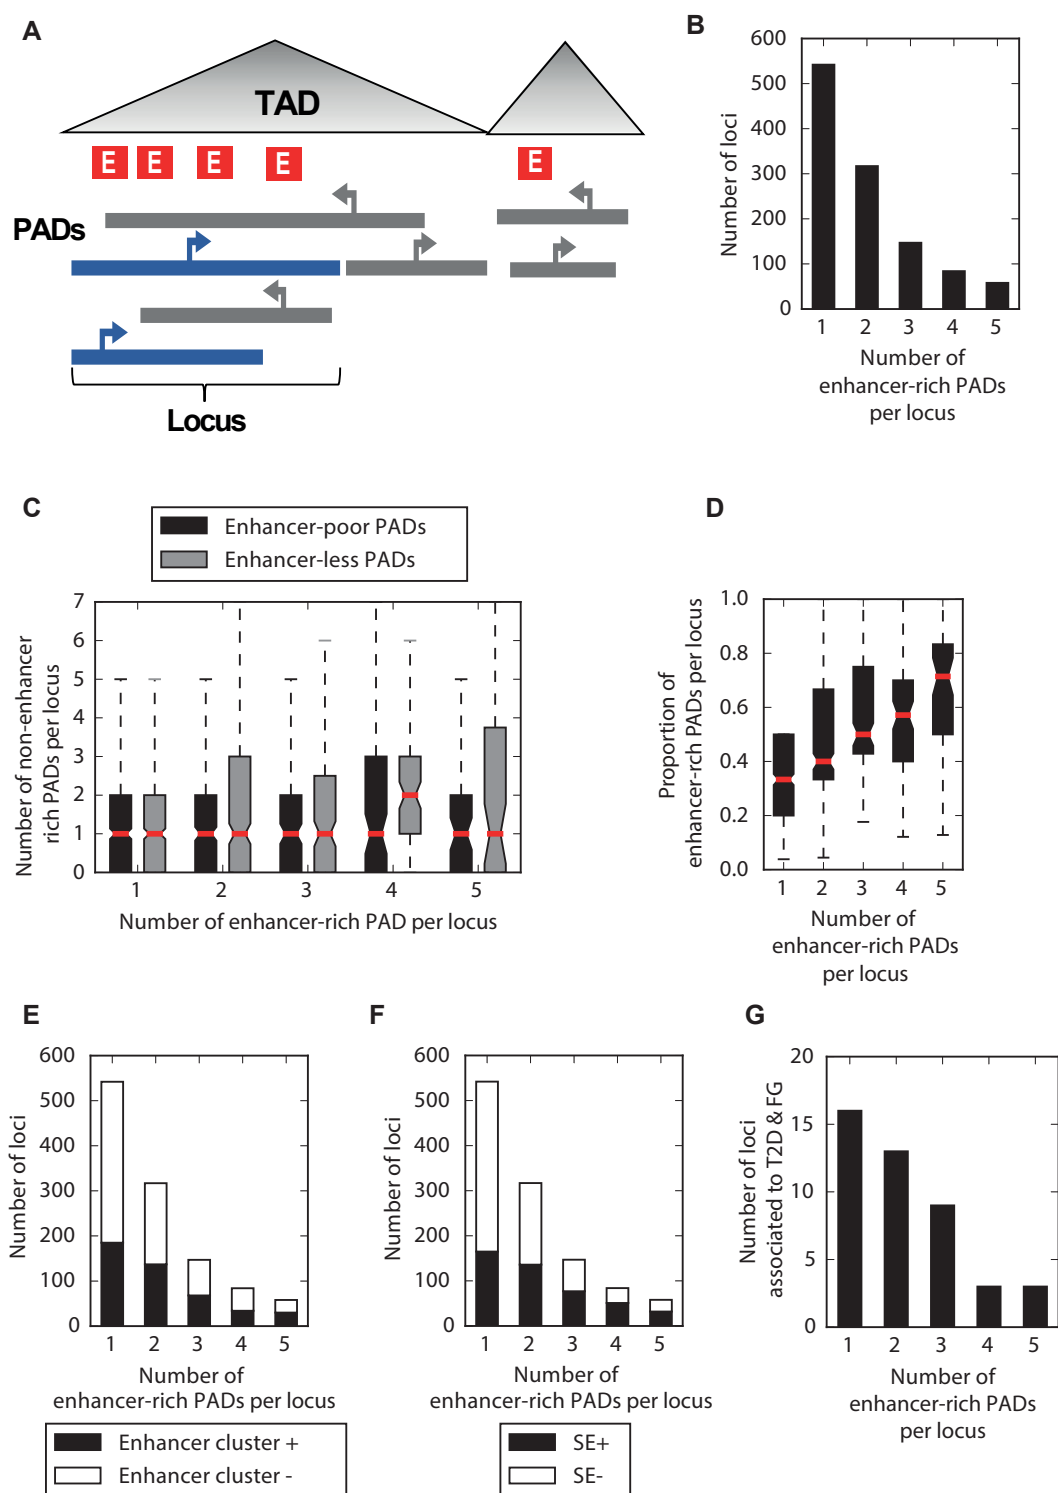 A
TAD
E E E E E
PADs
Locus
B
600
500
400
300
200
100
0
Number of loci
1 2 3 4 5
Number of
enhancer-rich PADs
per locus
C
Enhancer-poor PADs
Enhancer-less PADs
7
6
5
4
3
2
1
0
Number of non-enhancer
rich PADs per locus
1 2 3 4 5
Number of enhancer-rich PAD per locus
D
1.0
0.8
0.6
0.4
0.2
0.0
Proportion of
enhancer-rch PADs per locus
1 2 3 4 5
Number of
enhancer-rich PADs
per locus
E
600
500
400
300
200
100
0
Number of loci
1 2 3 4 5
Number of
enhancer-rich PADs per locus
Enhancer cluster +
Enhancer cluster -
F
600
500
400
300
200
100
0
Number of loci
1 2 3 4 5
Number of
enhancer-rich PADs per locus
SE+
SE-
G
20
15
10
5
0
Number of loci
associated to T2D & FG
1 2 3 4 5
Number of
enhancer-rich PADs
per locus